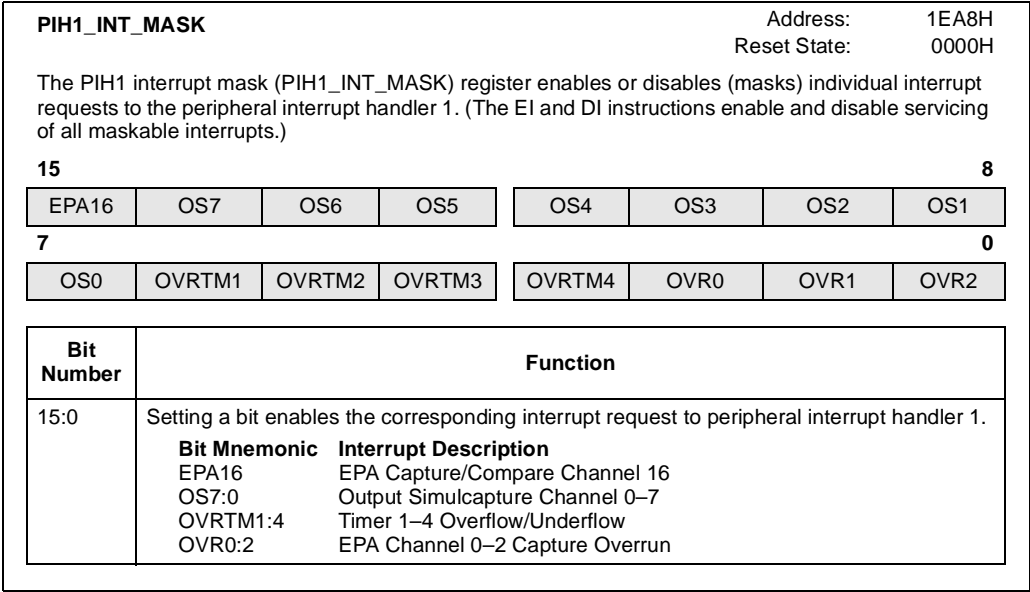 PIH1_INT_MASK Address: 1EA8H
Reset State: 0000H
The PIH1 interrupt mask (PIH1_INT_MASK) register enables or disables (masks) individual interrupt
requests to the peripheral interrupt handler 1. (The EI and DI instructions enable and disable servicing
of all maskable interrupts.)
15 8
EPA16 OS7 OS6 OS5 OS4 OS3 OS2 OS1
7 0
OS0 OVRTM1 OVRTM2 OVRTM3 OVRTM4 OVR0 OVR1 OVR2
Bit Number Function
15:0 Setting a bit enables the corresponding interrupt request to peripheral interrupt handler 1.
Bit Mnemonic Interrupt Description
EPA16 EPA Capture/Compare Channel 16
OS7:0 Output Simulcapture Channel 0–7
OVRTM1:4 Timer 1–4 Overflow/Underflow
OVR0:2 EPA Channel 0–2 Capture Overrun